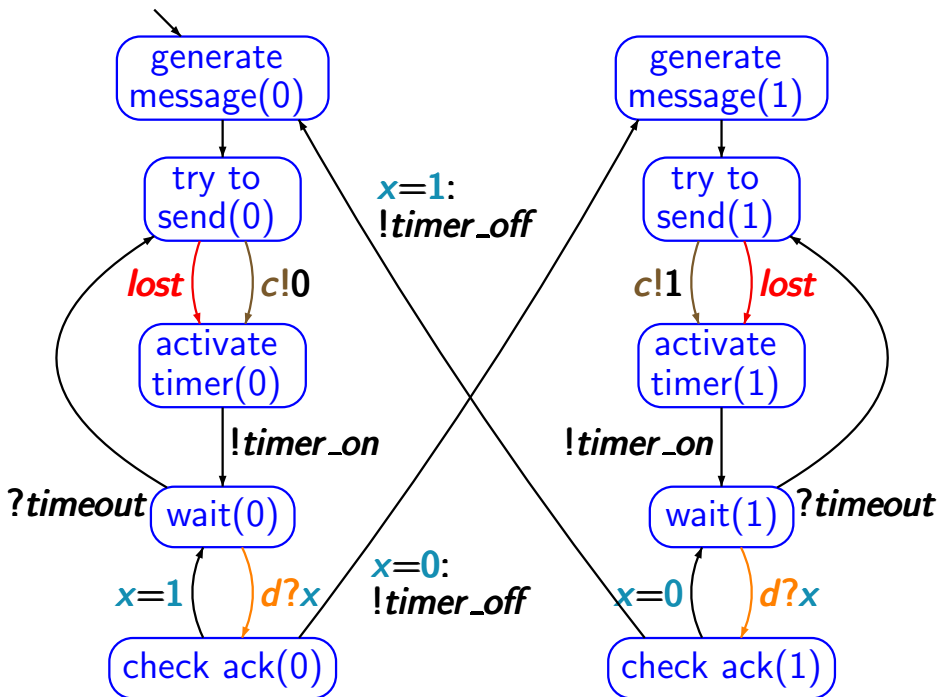 generate
message(0)
generate
message(1)
try to
send(0)
x=1:
!timer_off
try to
send(1)
lost
c!0
c!1
lost
activate
timer(0)
activate
timer(1)
!timer_on
!timer_on
?timeout
wait(0)
wait(1)
?timeout
x=0:
!timer_off
x=1
d?x
x=0
d?x
check ack(0)
check ack(1)